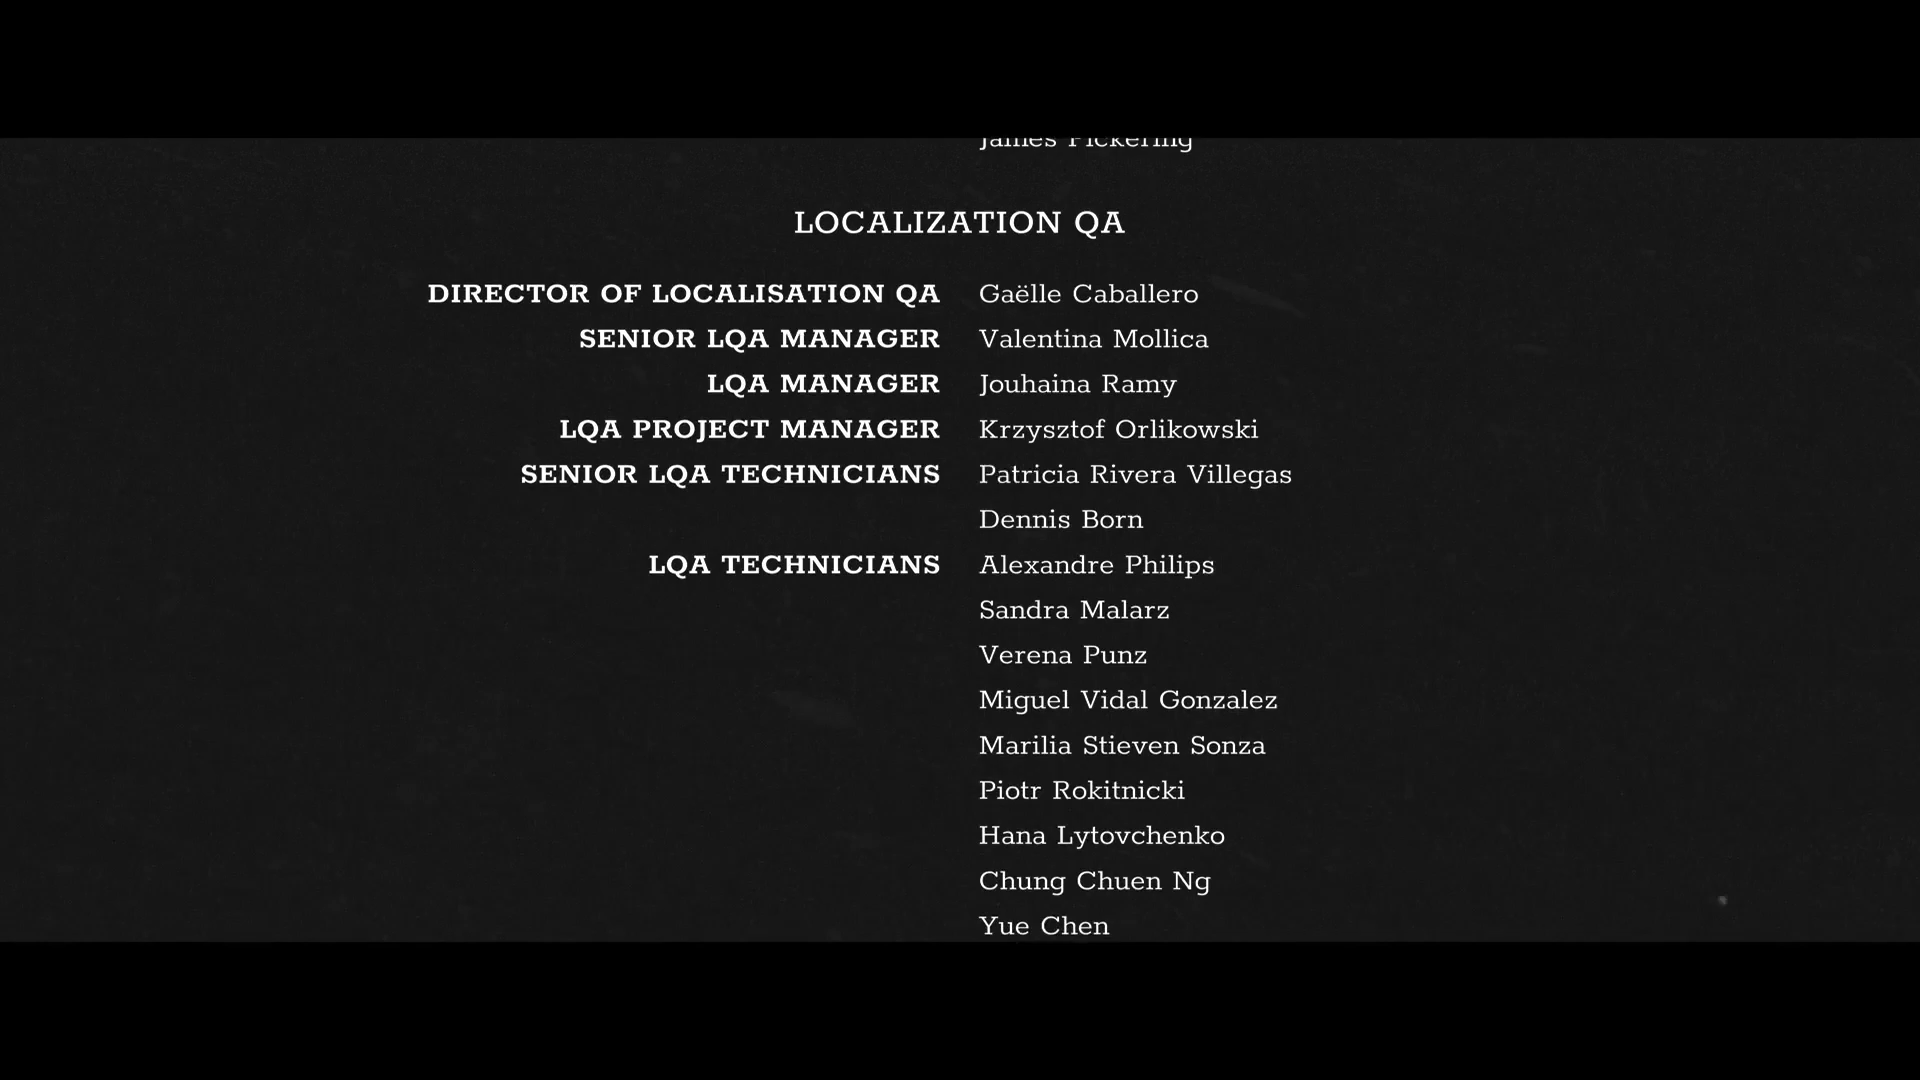 James Pickering
LOCALIZATION QA
DIRECTOR OF LOCALISATION QA Gaëlle Caballero
SENIOR LQA MANAGER Valentina Mollica
LQA MANAGER Jouhaina Ramy
LQA PROJECT MANAGER Krzysztof Orlikowski
SENIOR LQA TECHNICIANS Patricia Rivera Villegas
Dennis Born
LQA TECHNICIANS Alexandre Philips
Sandra Malarz
Verena Punz
Miguel Vidal Gonzalez
Marilia Stieven Sonza
Piotr Rokitnicki
Hana Lytovchenko
Chung Chuen Ng
Yue Chen